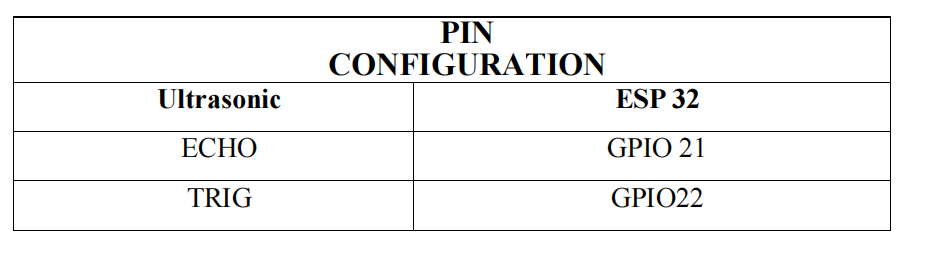 PIN
CONFIGURATION
Ultrasonic ESP 32
ECHO GPIO 21
TRIG GPIO22